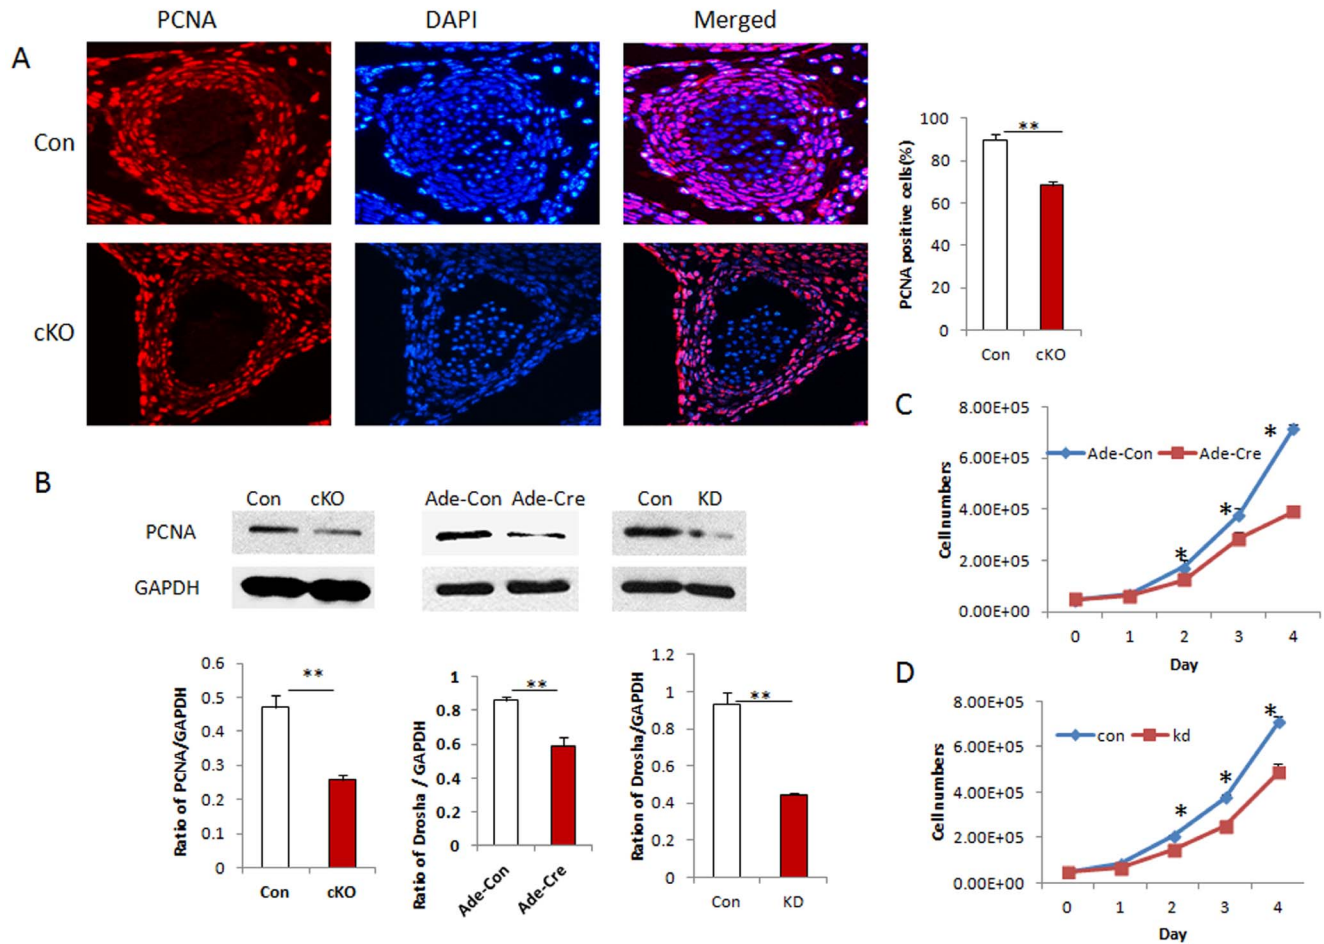 PCNA DAPI Merged
A
Con
cKO
PCNA positive cells(%)
100
80
60
40
20
0
Con cKO
**
B
Con cKO
Ade-Con Ade-Cre
Con KD
PCNA
GAPDH
Ratio of PCNA/GAPDH
0.6
0.5
0.4
0.3
0.2
0.1
0
**
Con cKO
Ratio of Drosha / GAPDH
1
0.8
0.6
0.4
0.2
0
**
Ade-Con Ade-Cre
Ration of Drosha/GAPDH
1.2
1
0.8
0.6
0.4
0.2
0
**
Con KD
C
Cell numbers
8.00E+05
6.00E+05
4.00E+05
2.00E+05
0.00E+00
Ade-Con Ade-Cre
* * *
0 1 2 3 4
Day
D
Cell numbers
8.00E+05
6.00E+05
4.00E+05
2.00E+05
0.00E+00
con kd
* * *
0 1 2 3 4
Day